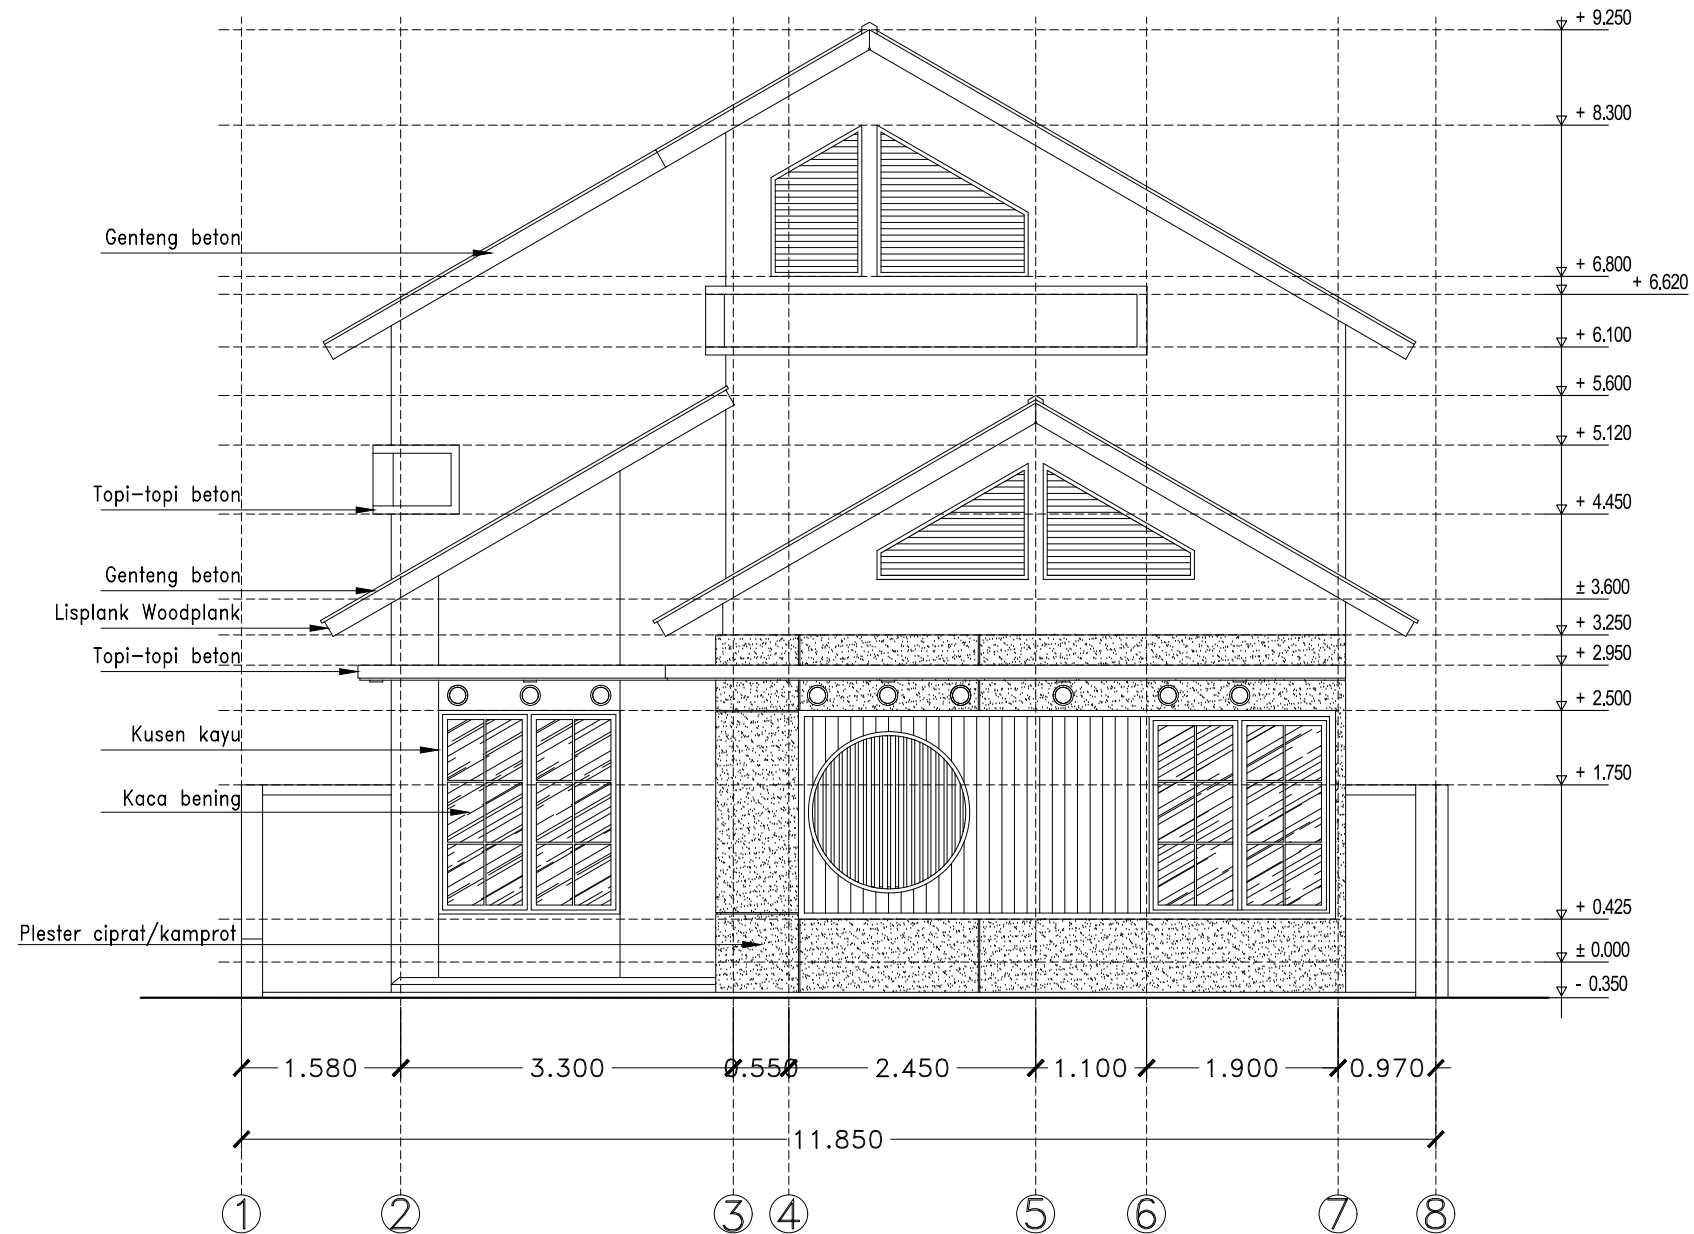 + 9.250
+ 8.300
Genteng beton
+ 6.800
+ 6.620
+ 6.100
+ 5.600
+ 5.120
Topi-topi beton
+ 4.450
Genteng beton
± 3.600
Lisplank Woodplank
+ 3.250
Topi-topi beton
+ 2.950
+ 2.500
Kusen kayu
+ 1.750
Kaca bening
+ 0.425
Plester ciprat/kamprot
± 0.000
- 0.350
1.580 3.300 0.550 2.450 1.100 1.900 0.970
11.850
1 2 3 4 5 6 7 8